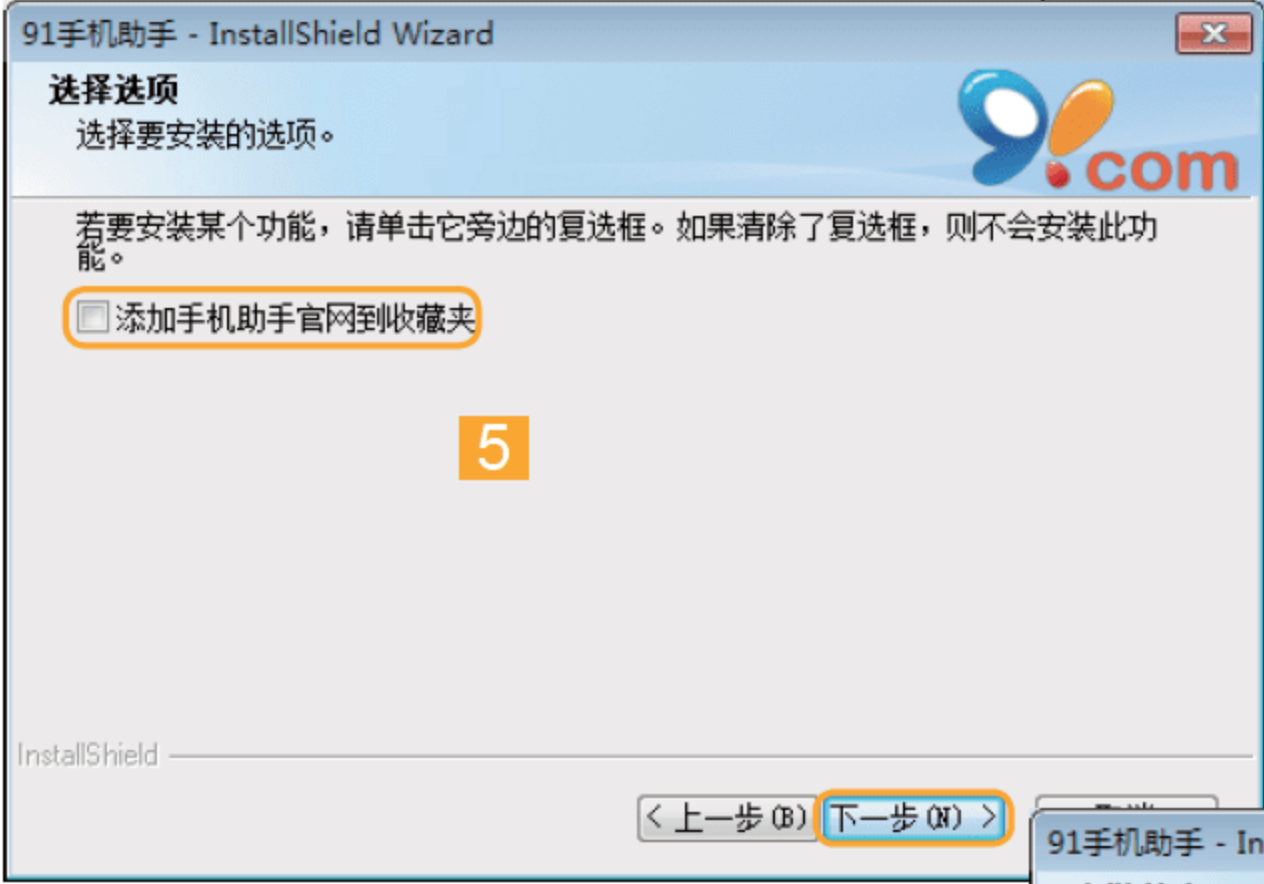 91手机助手 - InstallShield Wizard
选择选项
选择要安装的选项。
9!.com
若要安装某个功能，请单击它旁边的复选框。如果清除了复选框，则不会安装此功
能。
添加手机助手官网到收藏夹
5
InstallShield
< 上一步(B)
下一步(N) >
91手机助手 - In